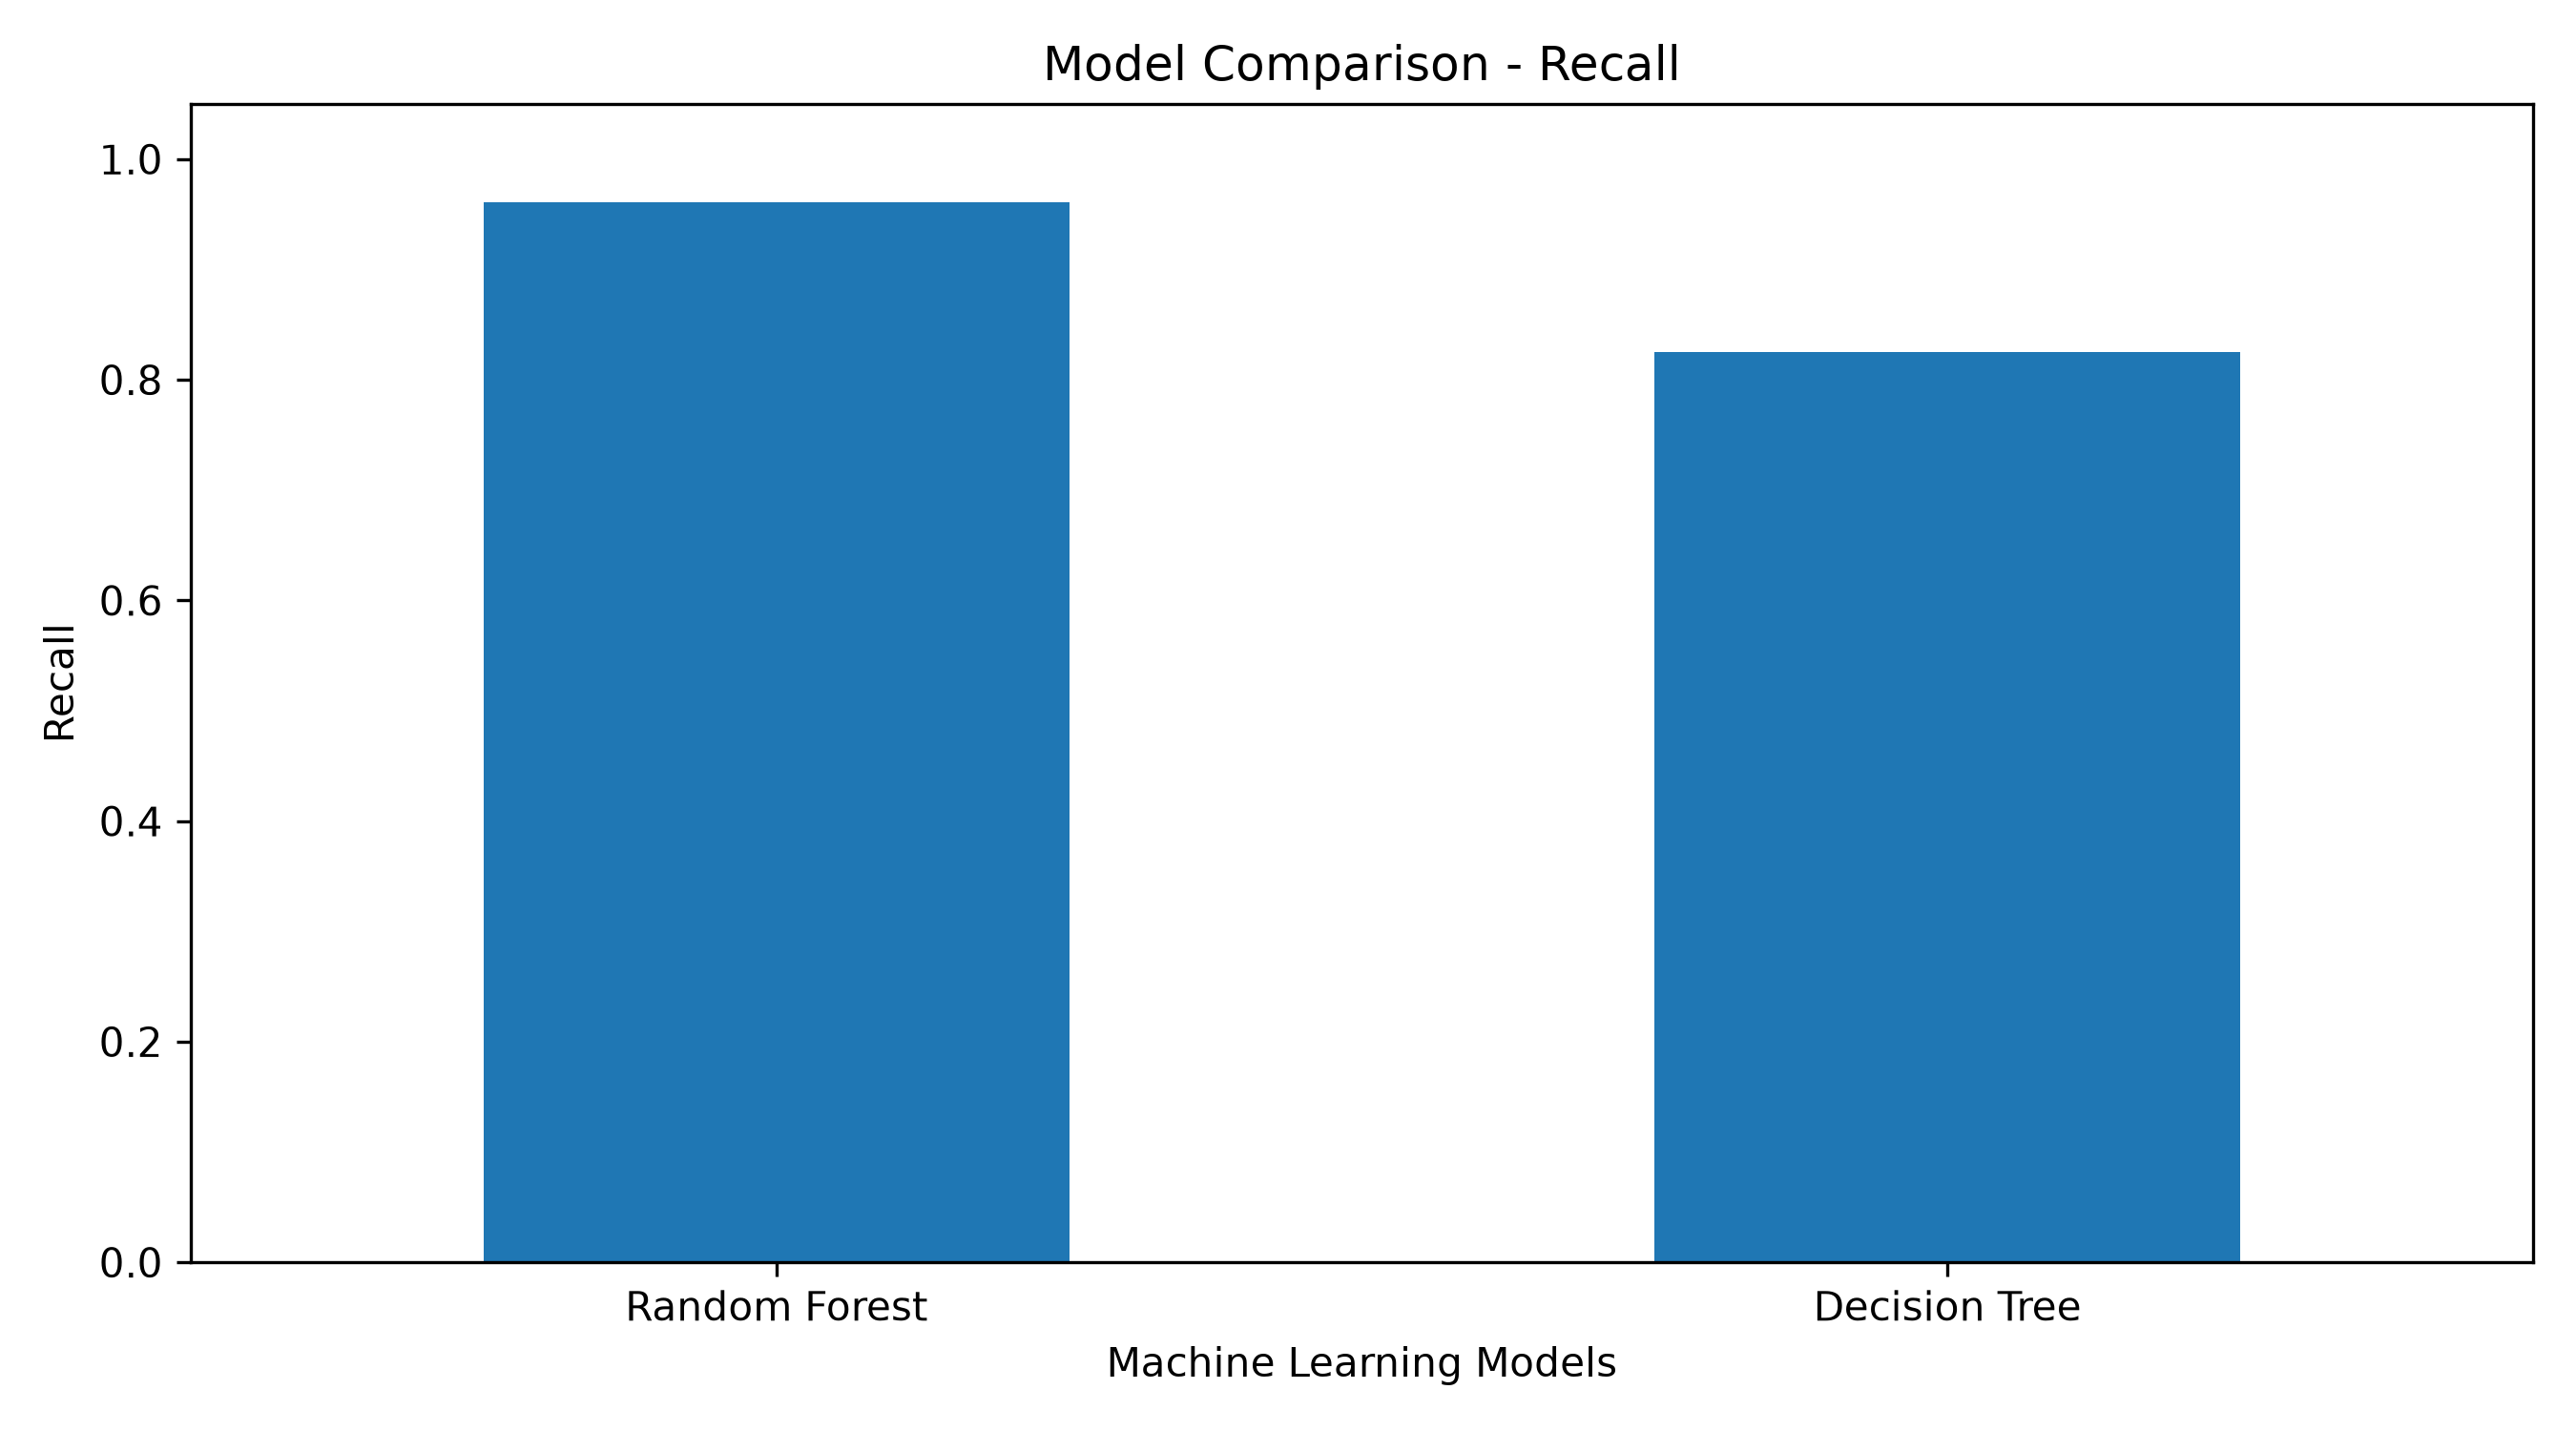 Model Comparison - Recall
1.0
0.8
0.6
0.4
0.2
0.0
Recall
Random Forest
Decision Tree
Machine Learning Models